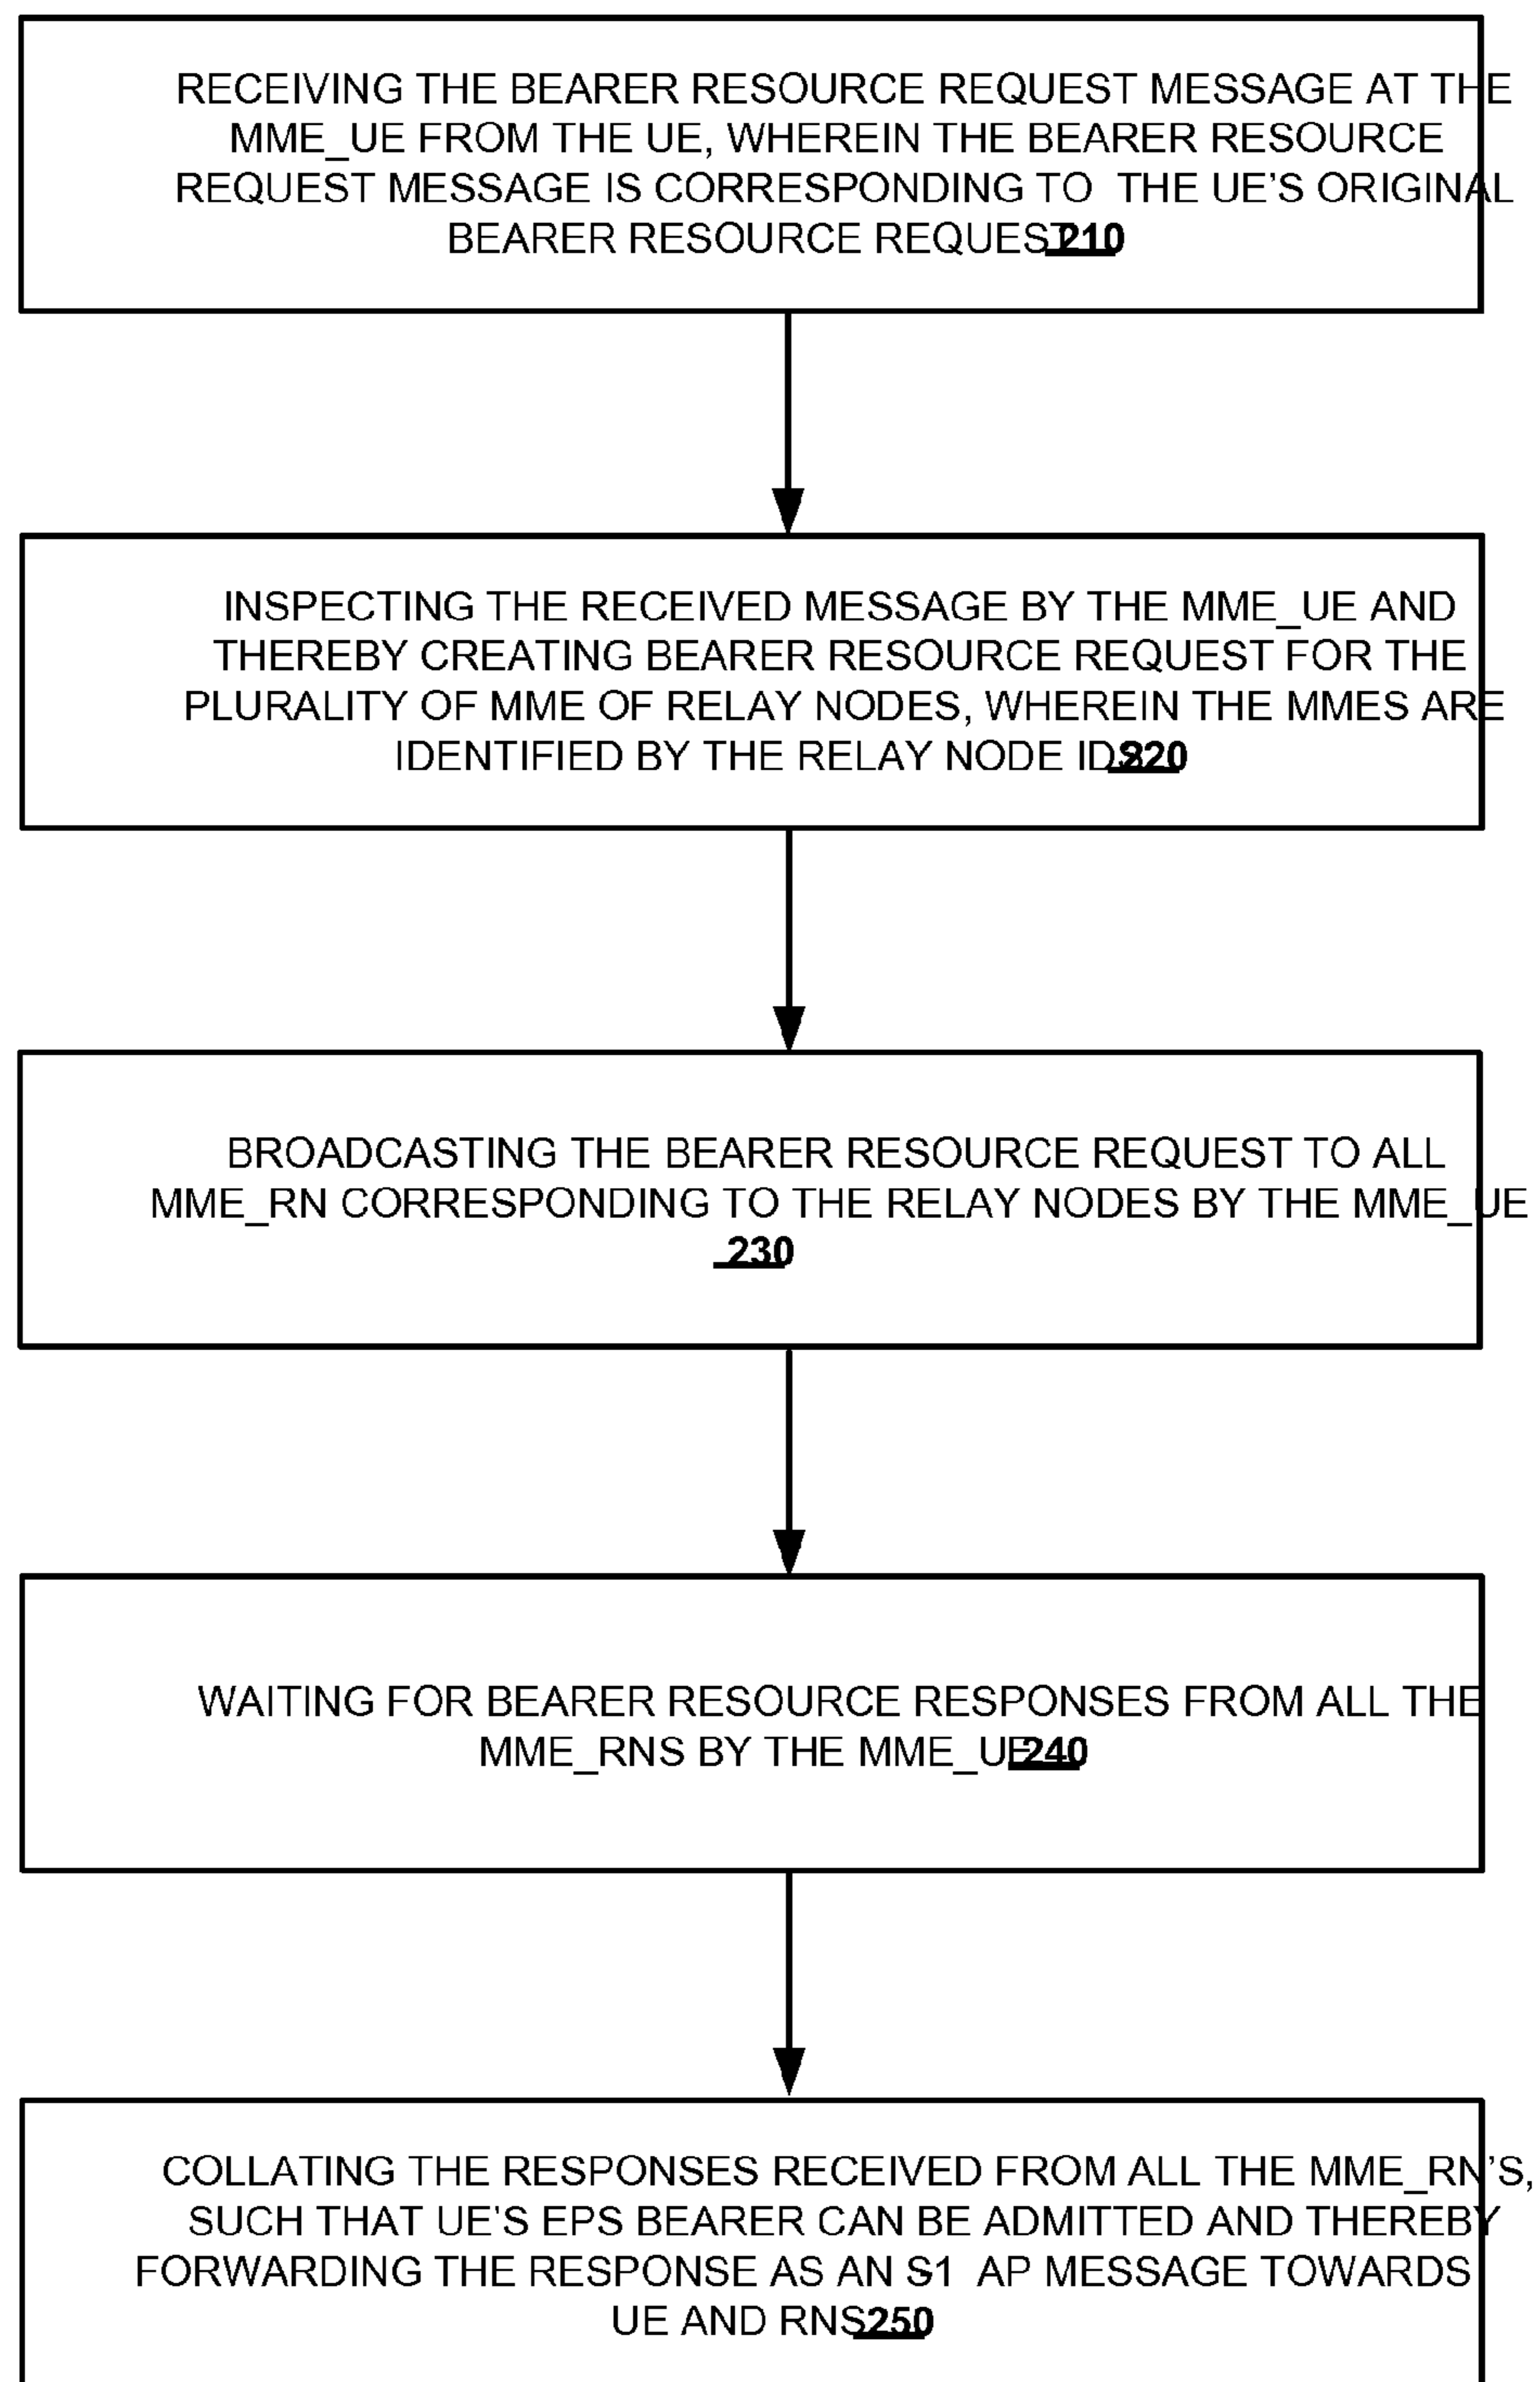 RECEIVING THE BEARER RESOURCE REQUEST MESSAGE AT THE
MME_UE FROM THE UE, WHEREIN THE BEARER RESOURCE
REQUEST MESSAGE IS CORRESPONDING TO THE UE'S ORIGINAL
BEARER RESOURCE REQUEST 210
INSPECTING THE RECEIVED MESSAGE BY THE MME_UE AND
THEREBY CREATING BEARER RESOURCE REQUEST FOR THE
PLURALITY OF MME OF RELAY NODES, WHEREIN THE MMES ARE
IDENTIFIED BY THE RELAY NODE IDS 220
BROADCASTING THE BEARER RESOURCE REQUEST TO ALL
MME_RN CORRESPONDING TO THE RELAY NODES BY THE MME_UE
230
WAITING FOR BEARER RESOURCE RESPONSES FROM ALL THE
MME_RNS BY THE MME_UE 240
COLLATING THE RESPONSES RECEIVED FROM ALL THE MME_RN'S,
SUCH THAT UE'S EPS BEARER CAN BE ADMITTED AND THEREBY
FORWARDING THE RESPONSE AS AN S1 AP MESSAGE TOWARDS
UE AND RNS 250